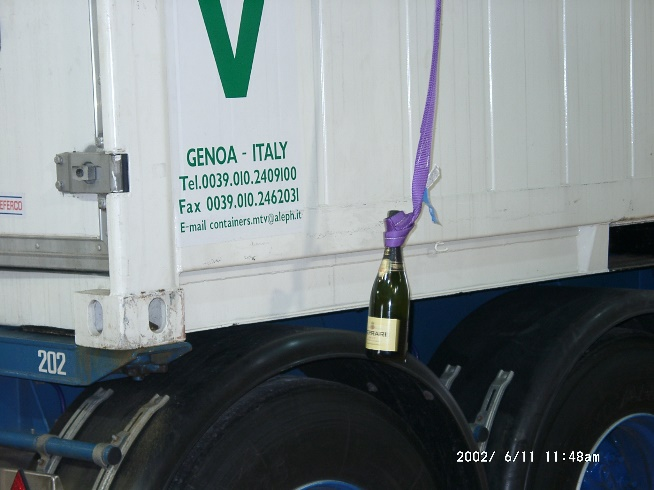 V
GENOA - ITALY
Tel.0039.010.2409100
Fax 0039.010.2462031
E-mail containers.mtv@aleph.it
202
2002/ 6/11 11:48am